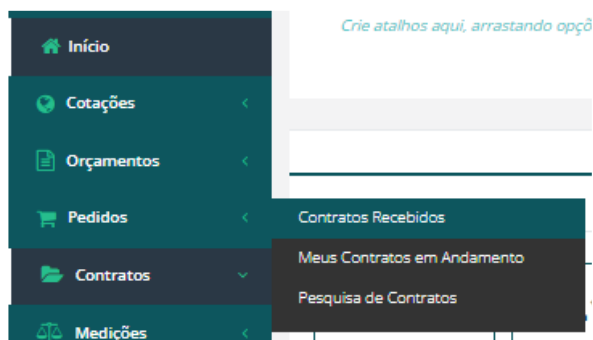 Crie atalhos aqui, arrastando opçõ
Início
Cotações
Orçamentos
Pedidos
Contratos
Medições
Contratos Recebidos
Meus Contratos em Andamento
Pesquisa de Contratos